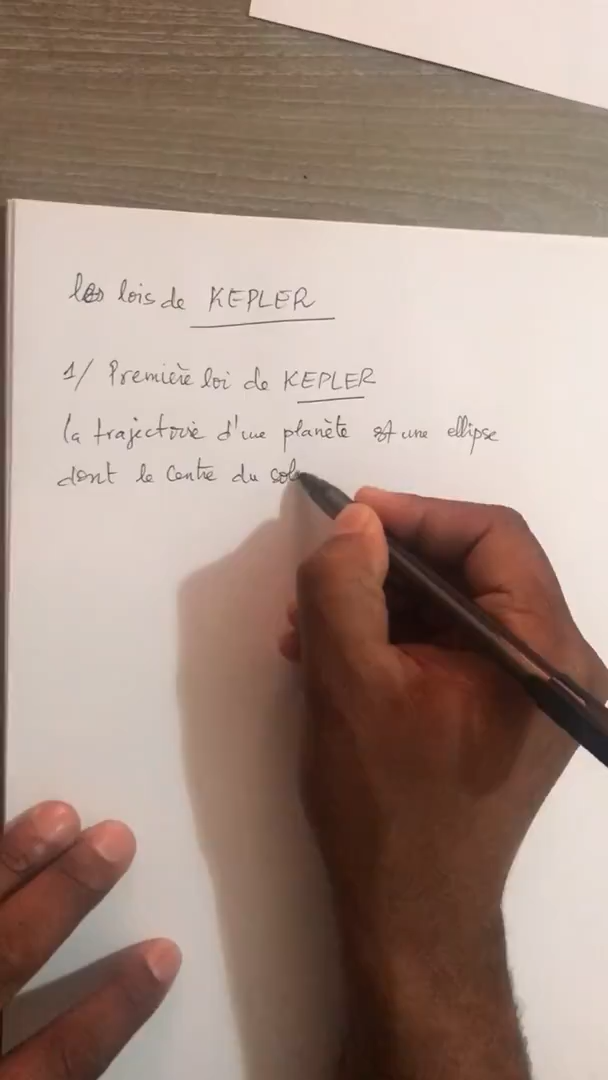 les lois de KEPLER
1/ Première loi de KEPLER
la trajectoire d'une planète est une ellipse
dont le centre du sole